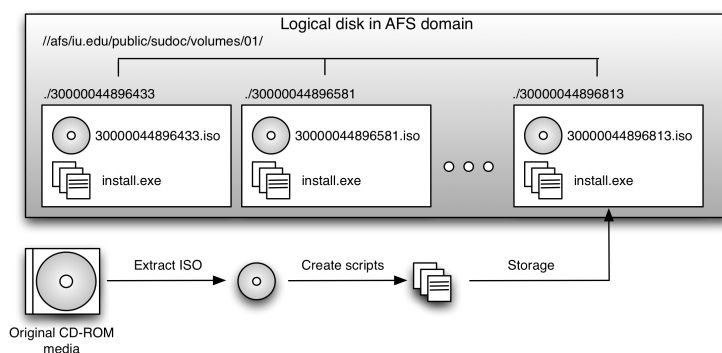 Logical disk in AFS domain
//afs/iu.edu/public/sudoc/volumes/01/
./30000044896433
./30000044896581
./30000044896813
30000044896433.iso
30000044896581.iso
30000044896813.iso
install.exe
install.exe
install.exe
Extract ISO
Create scripts
Storage
Original CD-ROM
media